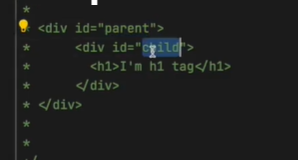 * <div id="parent">
* <div id="child">
* <h1>I'm h1 tag</h1>
* </div>
* </div>
*
*